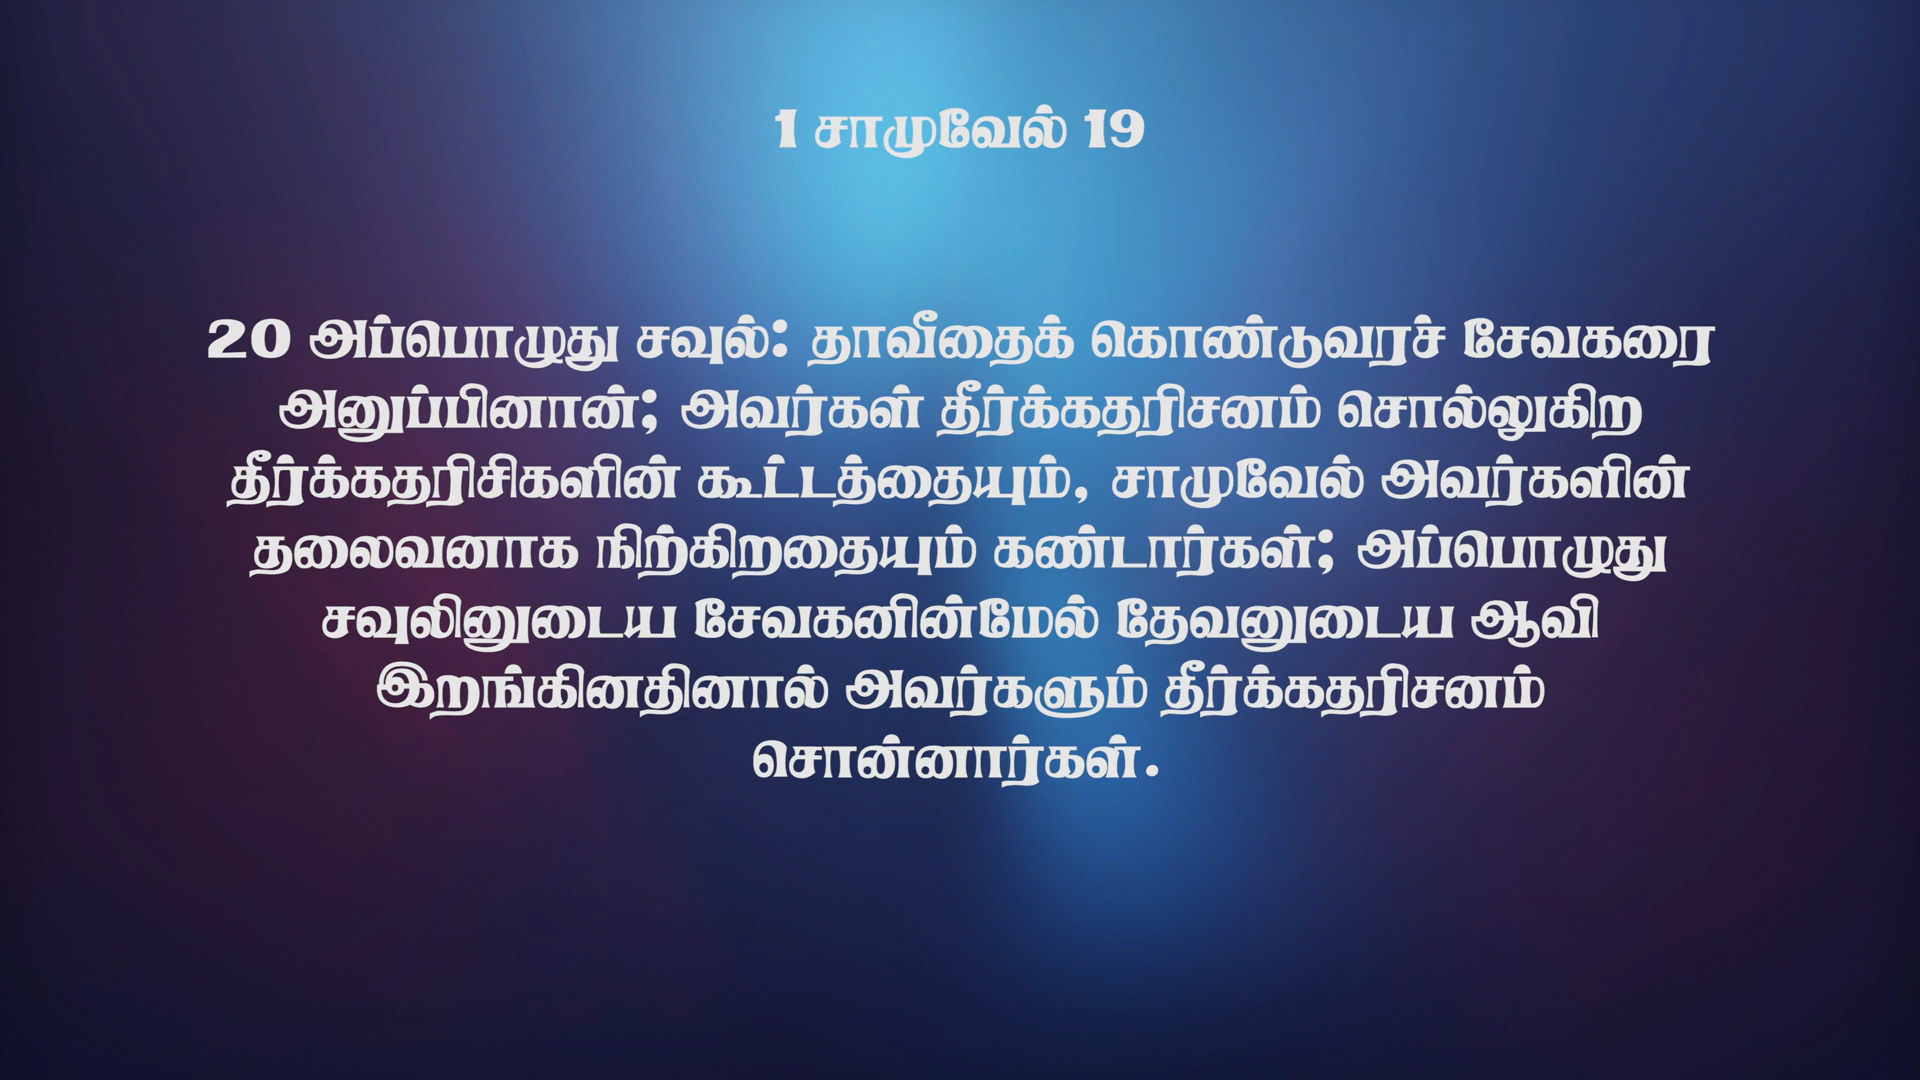 1 சாமுவேல் 19
20 அப்பொழுது சவுல்: தாவீதைக் கொண்டுவரச் சேவகரை
அனுப்பினான்; அவர்கள் தீர்க்கதரிசனம் சொல்லுகிற
தீர்க்கதரிசிகளின் கூட்டத்தையும், சாமுவேல் அவர்களின்
தலைவனாக நிற்கிறதையும் கண்டார்கள்; அப்பொழுது
சவுலினுடைய சேவகனின்மேல் தேவனுடைய ஆவி
இறங்கினதினால் அவர்களும் தீர்க்கதரிசனம்
சொன்னார்கள்.